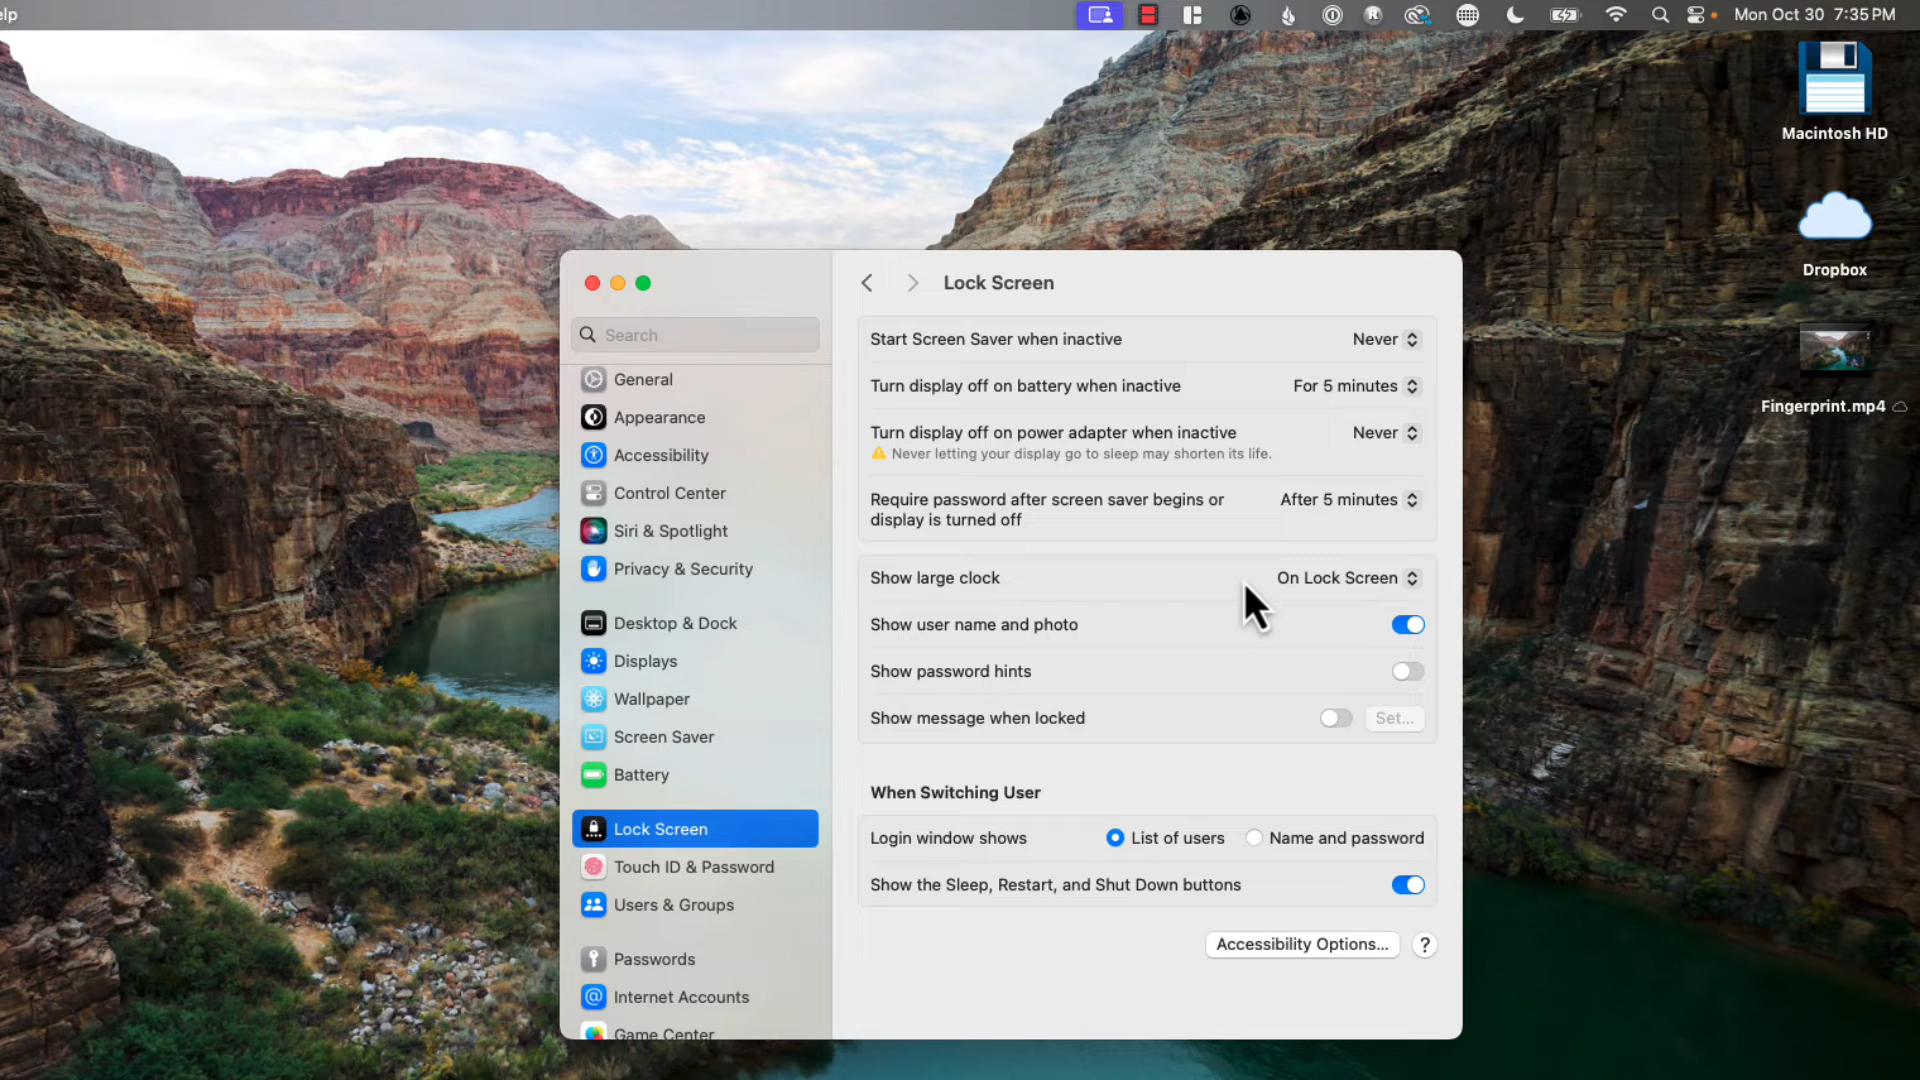 elp
Mon Oct 30 7:35 PM
Macintosh HD
Dropbox
Fingerprint.mp4
Search
General
Appearance
Accessibility
Control Center
Siri & Spotlight
Privacy & Security
Desktop & Dock
Displays
Wallpaper
Screen Saver
Battery
Lock Screen
Touch ID & Password
Users & Groups
Passwords
Internet Accounts
Game Center
Lock Screen
Start Screen Saver when inactive Never
Turn display off on battery when inactive For 5 minutes
Turn display off on power adapter when inactive Never
Never letting your display go to sleep may shorten its life.
Require password after screen saver begins or After 5 minutes
display is turned off
Show large clock On Lock Screen
Show user name and photo
Show password hints
Show message when locked Set...
When Switching User
Login window shows List of users Name and password
Show the Sleep, Restart, and Shut Down buttons
Accessibility Options... ?